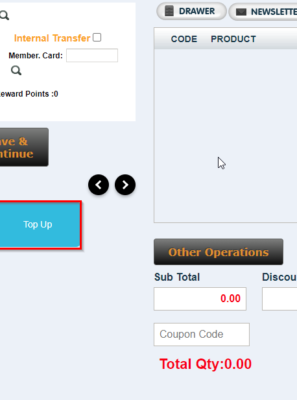 DRAWER
NEWSLETTE
Internal Transfer
CODE PRODUCT
Member. Card:
eward Points :0
ve &
ntinue
Top Up
Other Operations
Sub Total
Discou
0.00
Coupon Code
Total Qty:0.00